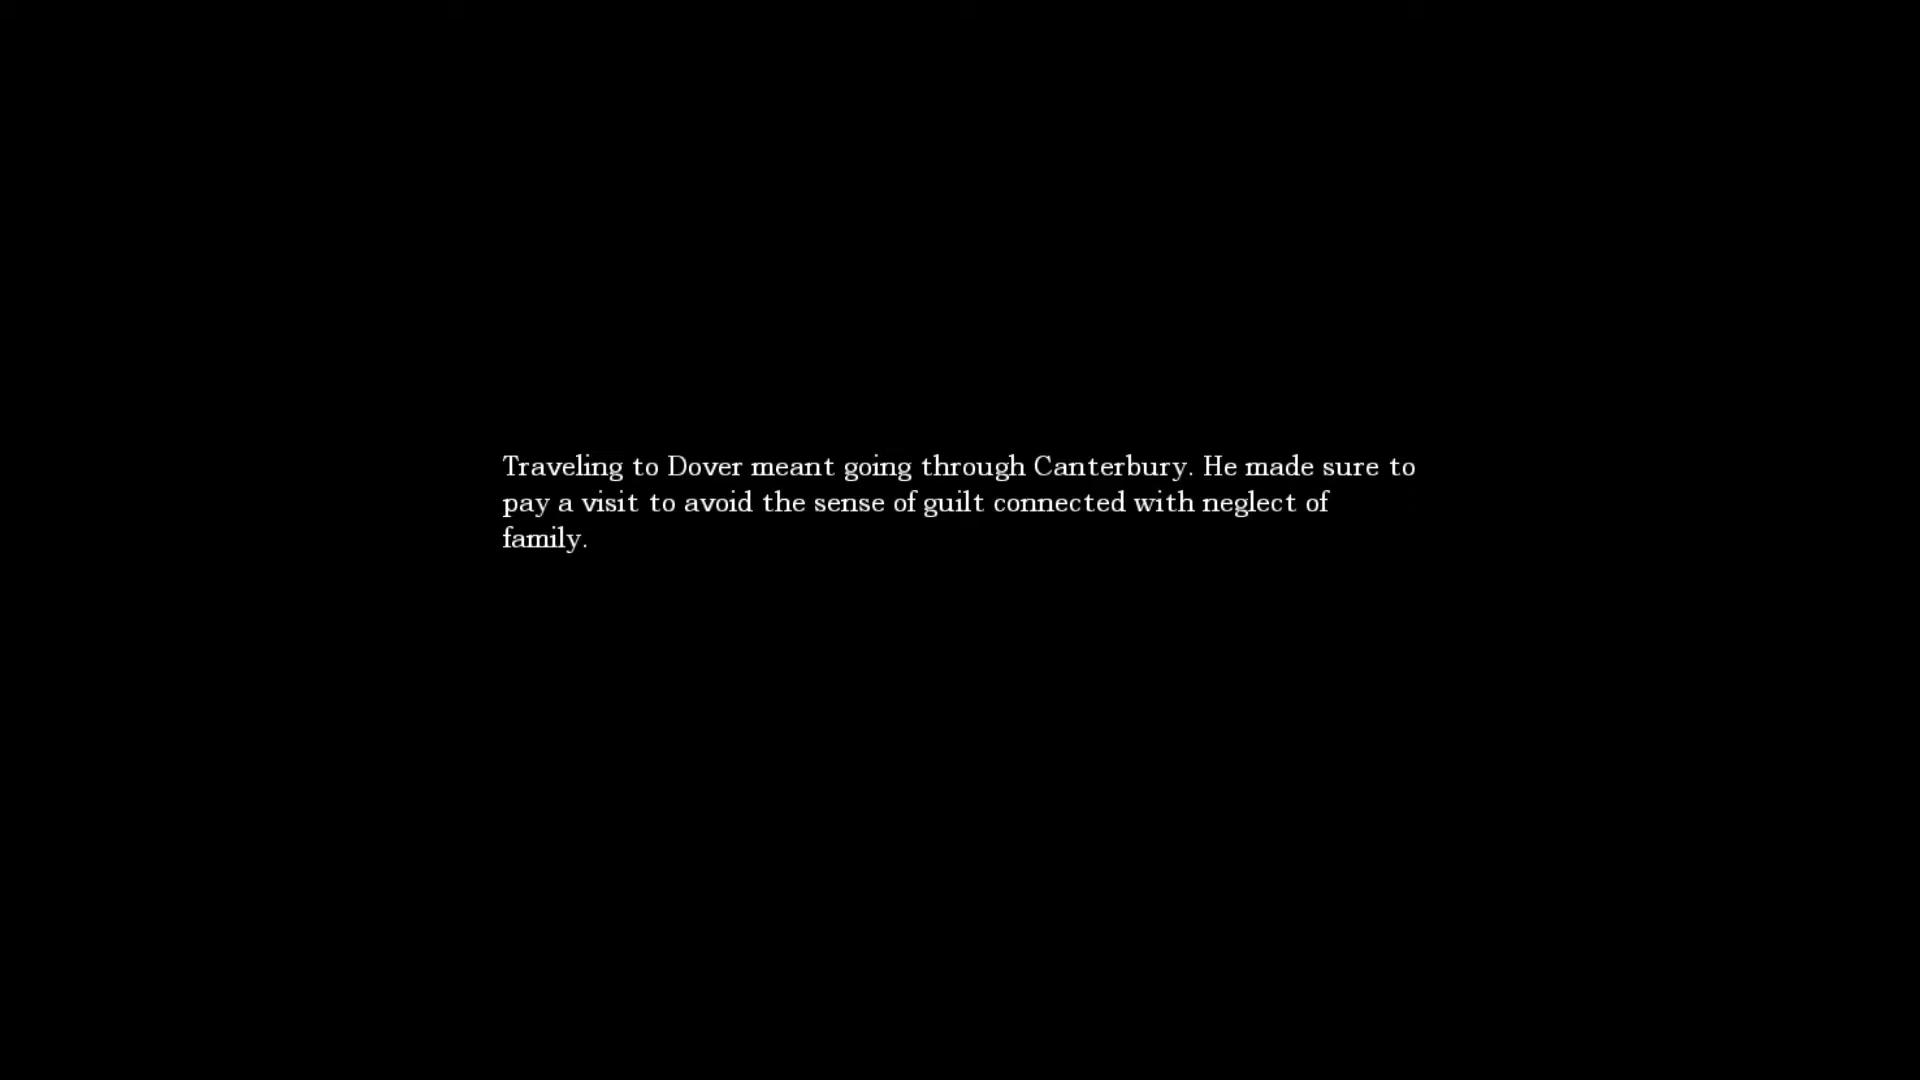 Traveling to Dover meant going through Canterbury. He made sure to
pay a visit to avoid the sense of guilt connected with neglect of
family.